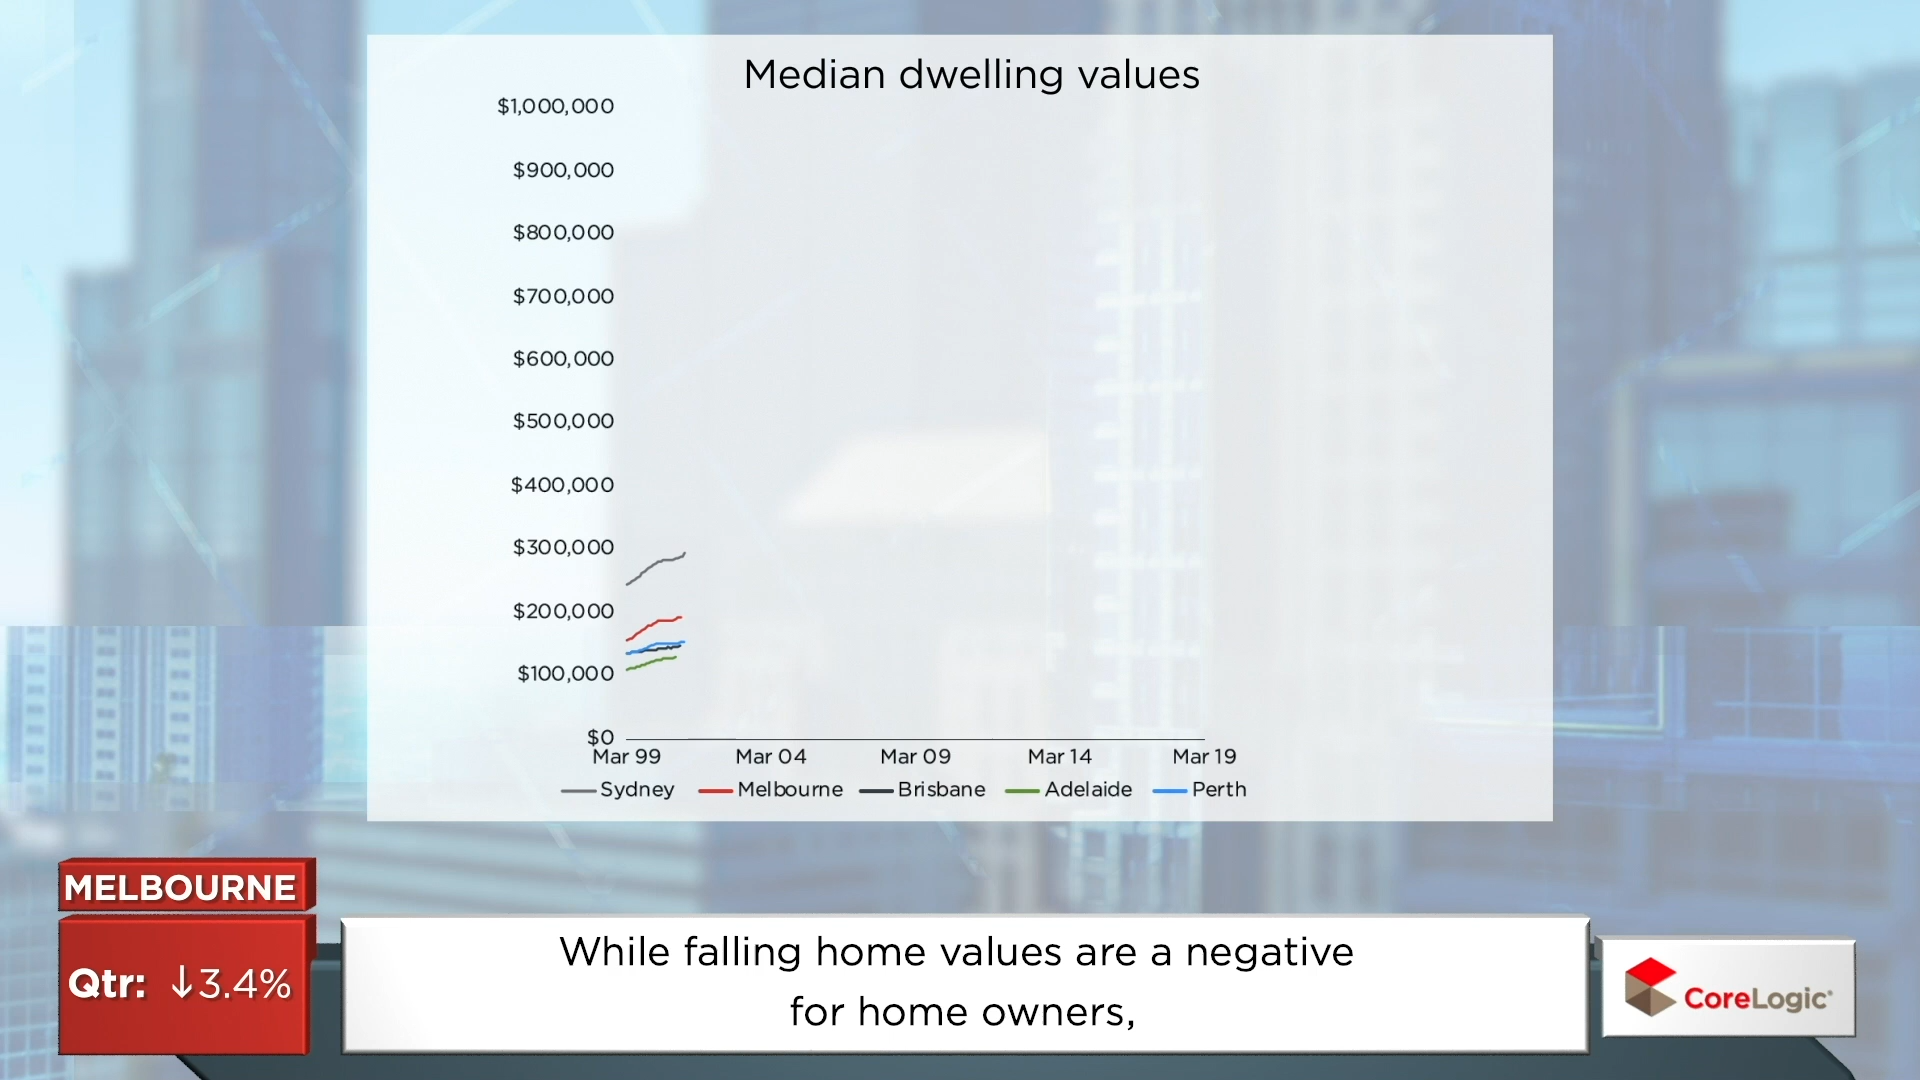 Median dwelling values
$1,000,000
$900,000
$800,000
$700,000
$600,000
$500,000
$400,000
$300,000
$200,000
$100,000
$0
Mar 99 Mar 04 Mar 09 Mar 14 Mar 19
Sydney Melbourne Brisbane Adelaide Perth
MELBOURNE
Qtr: ↓3.4%
While falling home values are a negative
for home owners,
CoreLogic®